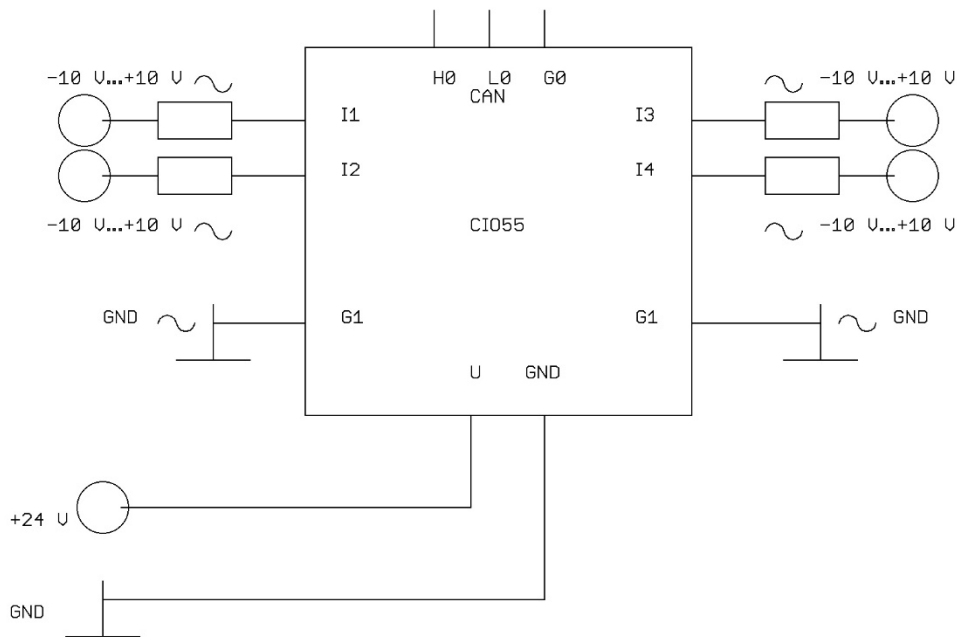 -10 V...+10 V
-10 V...+10 V
H0 L0 G0
CAN
I1
I3
I2
I4
-10 V...+10 V
CIO55
-10 V...+10 V
GND
G1
G1
GND
U
GND
+24 V
GND